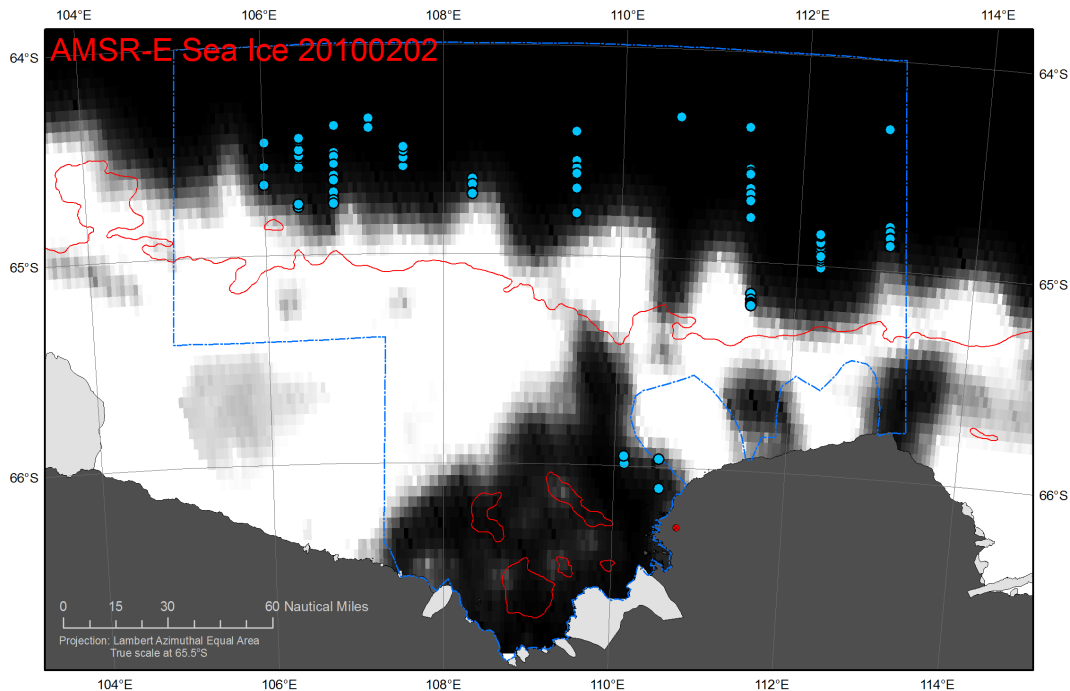 104°E 106°E 108°E 110°E 112°E 114°E
AMSR-E Sea Ice 20100202
64°S 64°S
65°S 65°S
66°S 66°S
0 15 30 60 Nautical Miles
Projection: Lambert Azimuthal Equal Area
True scale at 65.5°S
104°E 106°E 108°E 110°E 112°E 114°E